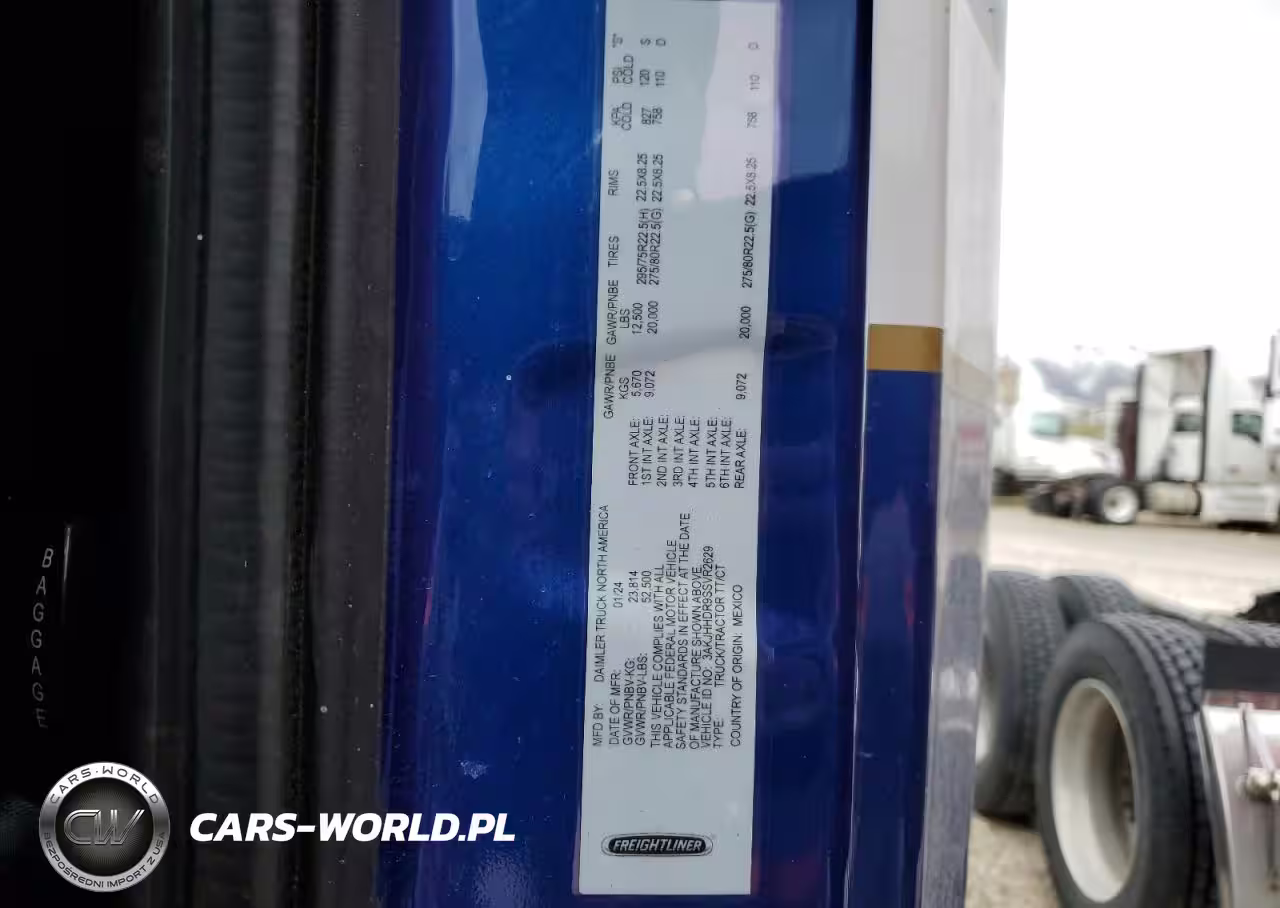 MFD BY: DAIMLER TRUCK NORTH AMERICA
DATE OF MFR: 01/24
GVWR/PNBV-KG: 23,814
GVWR/PNBV-LBS: 52,500
THIS VEHICLE COMPLIES WITH ALL
APPLICABLE FEDERAL MOTOR VEHICLE
SAFETY STANDARDS IN EFFECT AT THE DATE
OF MANUFACTURE SHOWN ABOVE.
VEHICLE ID NO: 3AKJHHDR9SSVR2629
TYPE: TRUCK/TRACTOR TT/CT
COUNTRY OF ORIGIN: MEXICO
GAWR/PNBE GAWR/PNBE TIRES RIMS KPA PSI "S"
KGS LBS COLD COLD
FRONT AXLE: 5,670 12,500 295/75R22.5(H) 22.5X8.25 827 120 S
1ST INT AXLE: 9,072 20,000 275/80R22.5(G) 22.5X8.25 758 110 D
2ND INT AXLE:
3RD INT AXLE:
4TH INT AXLE:
5TH INT AXLE:
6TH INT AXLE:
REAR AXLE: 9,072 20,000 275/80R22.5(G) 22.5X8.25 758 110 D
FREIGHTLINER
BAGGAGE
CARS-WORLD
CW
BEZPOŚREDNI IMPORT Z USA
CARS-WORLD.PL